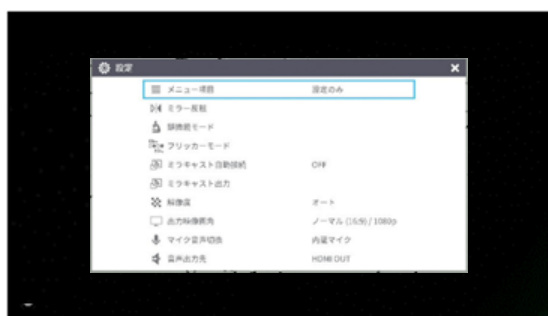 設定
メニュー項目 設定のみ
ミラー反転
顕微鏡モード
フリッカーモード
ミラキャスト自動接続 OFF
ミラキャスト出力
解像度 オート
出力映像画角 ノーマル (16:9) / 1080p
マイク音声切換 内蔵マイク
音声出力先 HDMI OUT